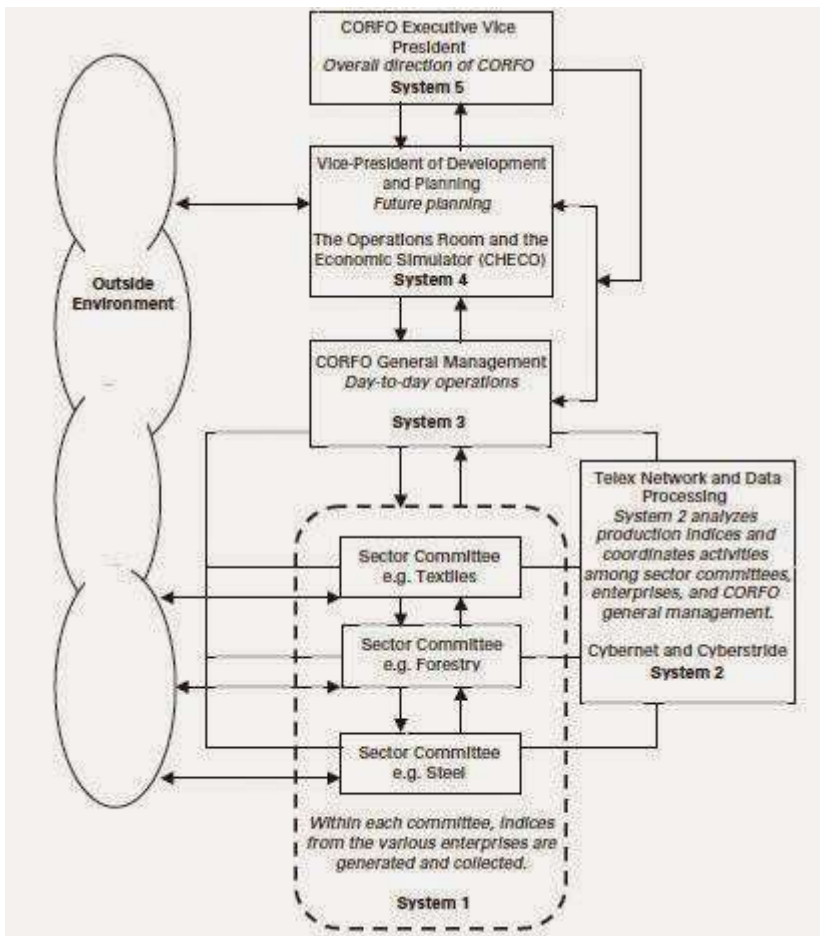 CORFO Executive Vice
President
Overall direction of CORFO
System 5
Vice-President of Development
and Planning
Future planning
The Operations Room and the
Economic Simulator (CHECO)
System 4
Outside
Environment
CORFO General Management
Day-to-day operations
System 3
Telex Network and Data
Processing
System 2 analyzes
production indices and
coordinates activities
among sector committees,
enterprises, and CORFO
general management.
Cybernet and Cyberstride
System 2
Sector Committee
e.g. Textiles
Sector Committee
e.g. Forestry
Sector Committee
e.g. Steel
Within each committee, indices
from the various enterprises are
generated and collected.
System 1